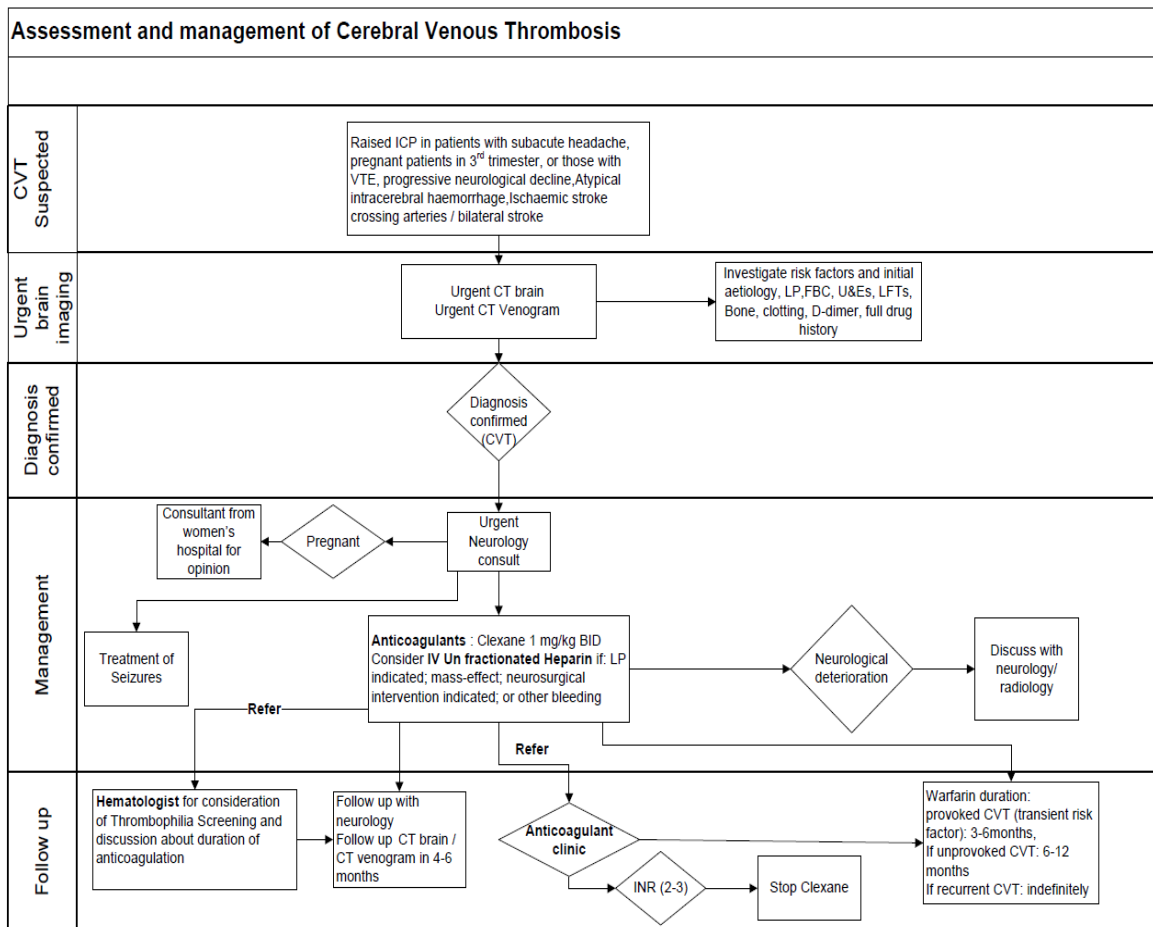 Assessment and management of Cerebral Venous Thrombosis
CVT
Suspected
Raised ICP in patients with subacute headache,
pregnant patients in 3rd trimester, or those with
VTE, progressive neurological decline,Atypical
intracerebral haemorrhage,Ischaemic stroke
crossing arteries / bilateral stroke
Urgent
brain
imaging
Urgent CT brain
Urgent CT Venogram
Investigate risk factors and initial
aetiology, LP,FBC, U&Es, LFTs,
Bone, clotting, D-dimer, full drug
history
Diagnosis
confirmed
Diagnosis
confirmed
(CVT)
Management
Consultant from
women's
hospital for
opinion
Pregnant
Urgent
Neurology
consult
Treatment of
Seizures
Anticoagulants : Clexane 1 mg/kg BID
Consider IV Un fractionated Heparin if: LP
indicated; mass-effect; neurosurgical
intervention indicated; or other bleeding
Neurological
deterioration
Discuss with
neurology/
radiology
Refer
Refer
Follow up
Hematologist for consideration
of Thrombophilia Screening and
discussion about duration of
anticoagulation
Follow up with
neurology
Follow up CT brain /
CT venogram in 4-6
months
Anticoagulant
clinic
INR (2-3)
Stop Clexane
Warfarin duration:
provoked CVT (transient risk
factor): 3-6months,
If unprovoked CVT: 6-12
months
If recurrent CVT: indefinitely